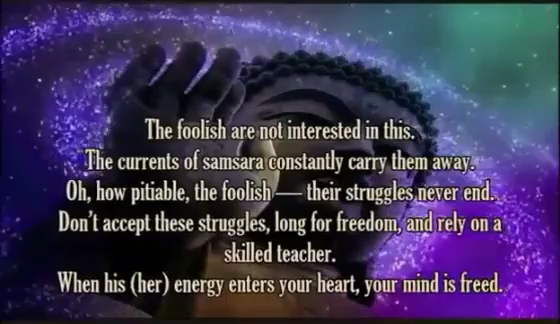 The foolish are not interested in this.
The currents of samsara constantly carry them away.
Oh, how pitiable, the foolish — their struggles never end.
Don't accept these struggles, long for freedom, and rely on a
skilled teacher.
When his (her) energy enters your heart, your mind is freed.